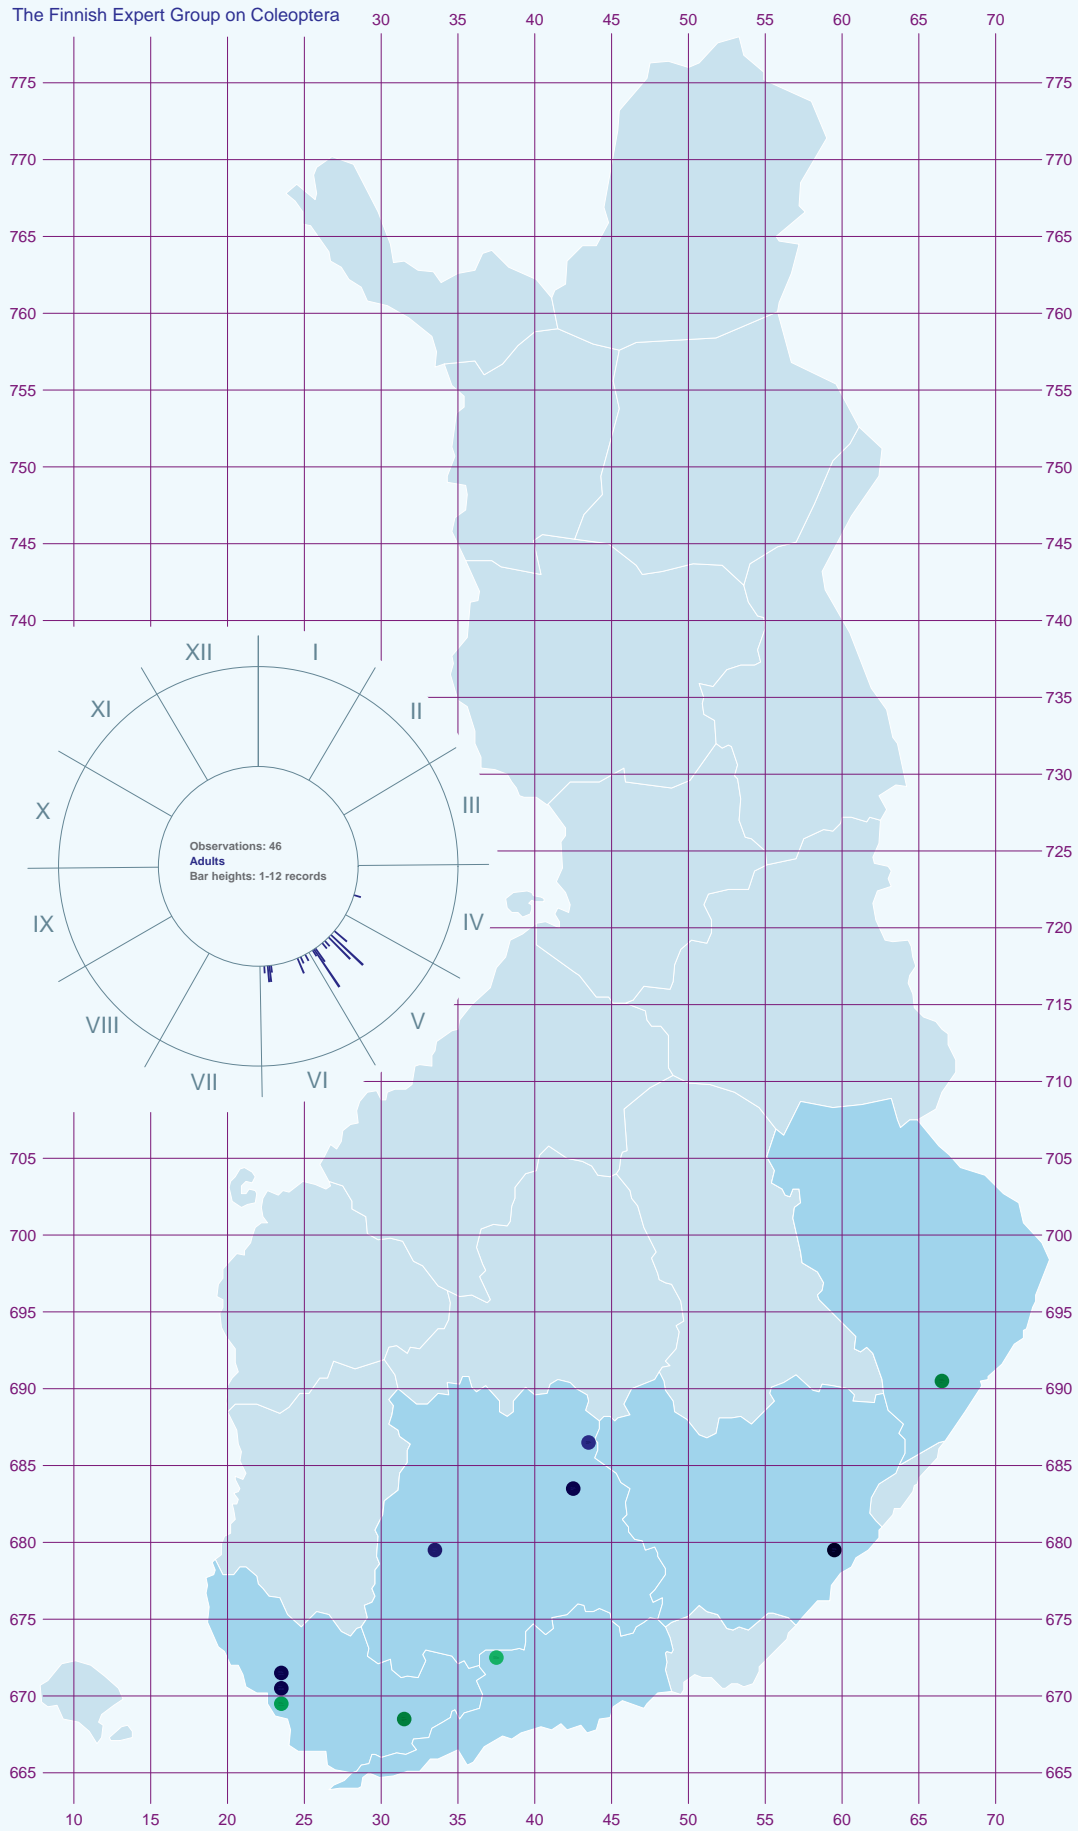 The Finnish Expert Group on Coleoptera
30 35 40 45 50 55 60 65 70
775 775
770 770
765 765
760 760
755 755
750 750
745 745
740 740
XII I
XI II
735
730
X III
725
Observations: 46
Adults
Bar heights: 1-12 records
IX IV
720
715
VIII V
VII VI
710
705 705
700 700
695 695
690 690
685 685
680 680
675 675
670 670
665 665
10 15 20 25 30 35 40 45 50 55 60 65 70